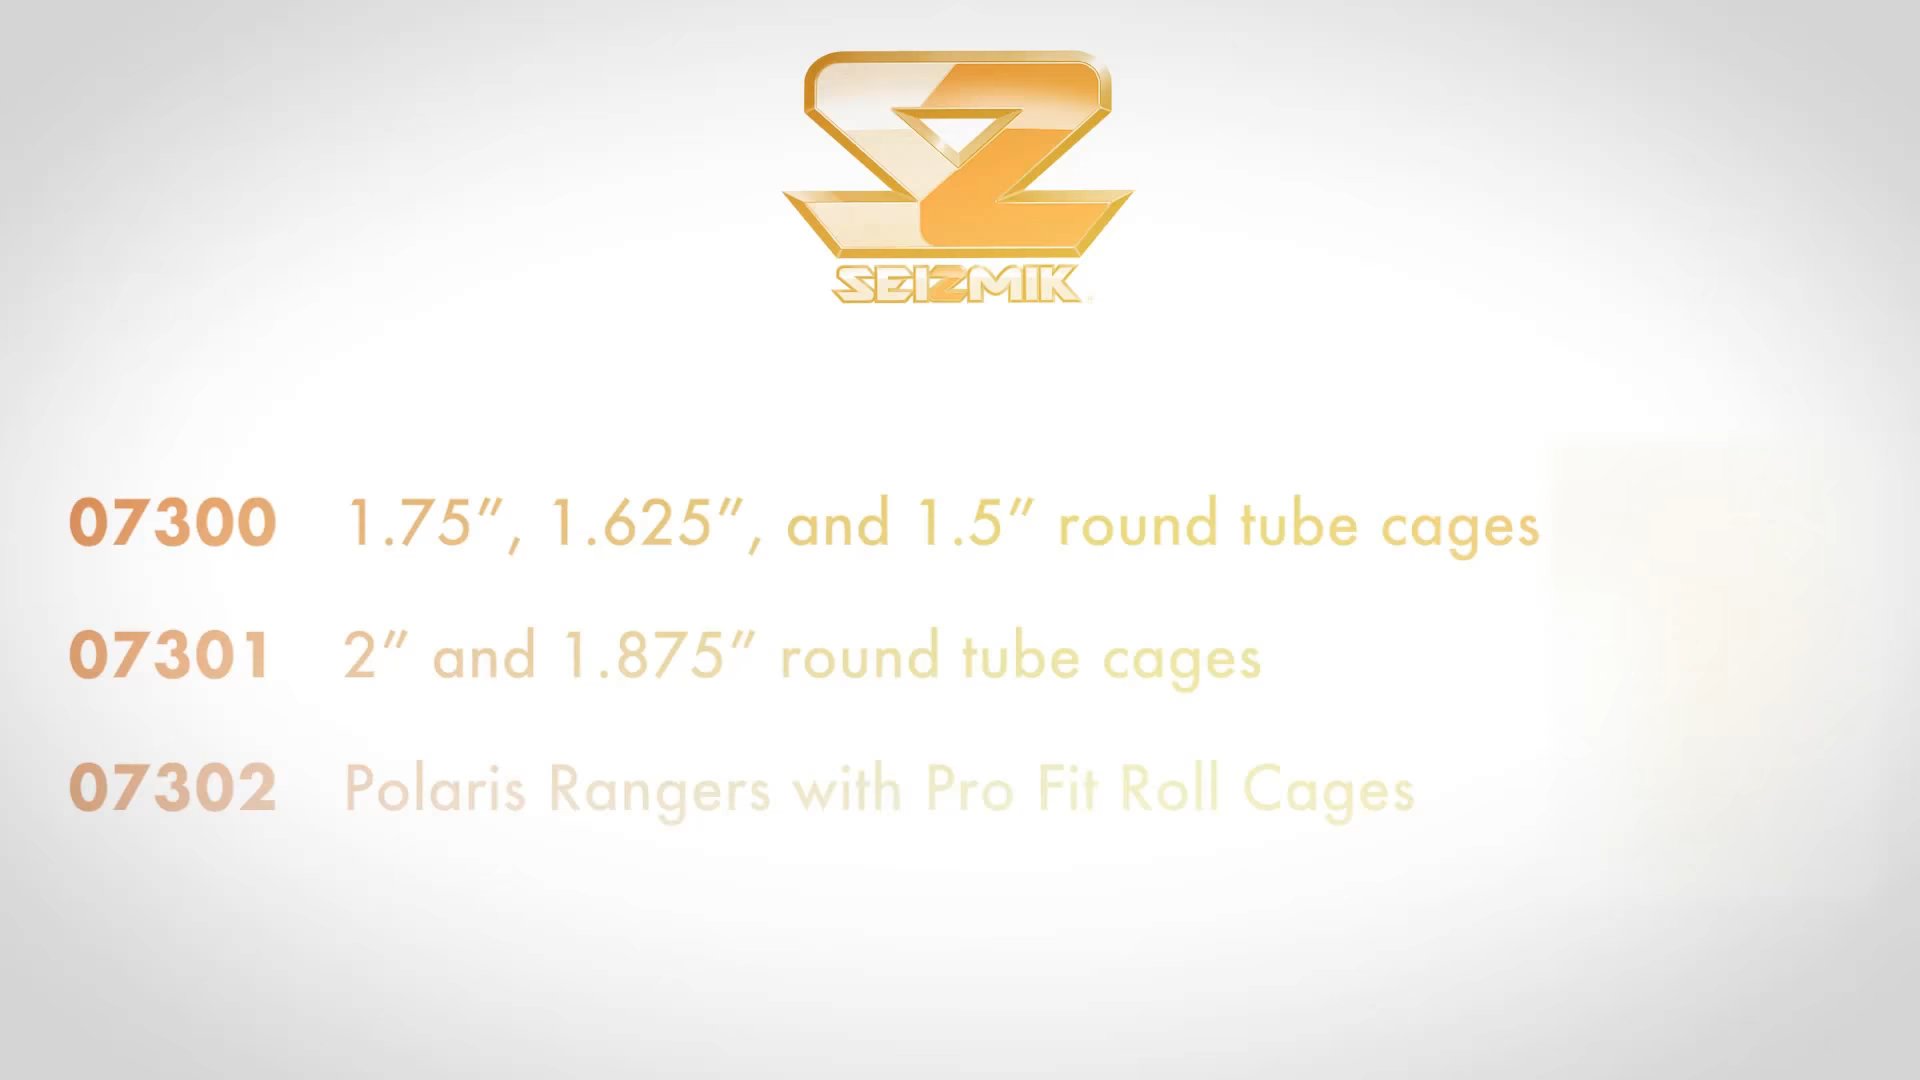 SEIZMIK
07300 1.75”, 1.625”, and 1.5” round tube cages
07301 2” and 1.875” round tube cages
07302 Polaris Rangers with Pro Fit Roll Cages